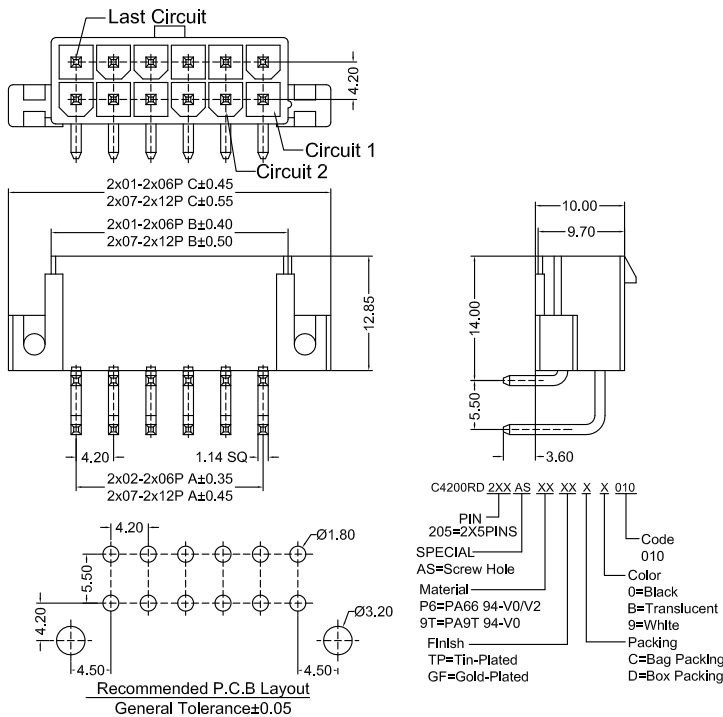 Last Circuit
4.20
Circuit 1
Circuit 2
2x01-2x06P C±0.45
2x07-2x12P C±0.55
2x01-2x06P B±0.40
2x07-2x12P B±0.50
12.85
4.20
1.14 SQ
2x02-2x06P A±0.35
2x07-2x12P A±0.45
10.00
9.70
14.00
5.50
3.60
4.20
Ø1.80
5.50
4.20
Ø3.20
4.50
4.50
Recommended P.C.B Layout
General Tolerance±0.05
C4200RD 2XX AS XX XX X X 010
PIN
205=2X5PINS
SPECIAL
AS=Screw Hole
Material
P6=PA66 94-V0/V2
9T=PA9T 94-V0
Finish
TP=Tin-Plated
GF=Gold-Plated
Code
010
Color
0=Black
B=Translucent
9=White
Packing
C=Bag Packing
D=Box Packing